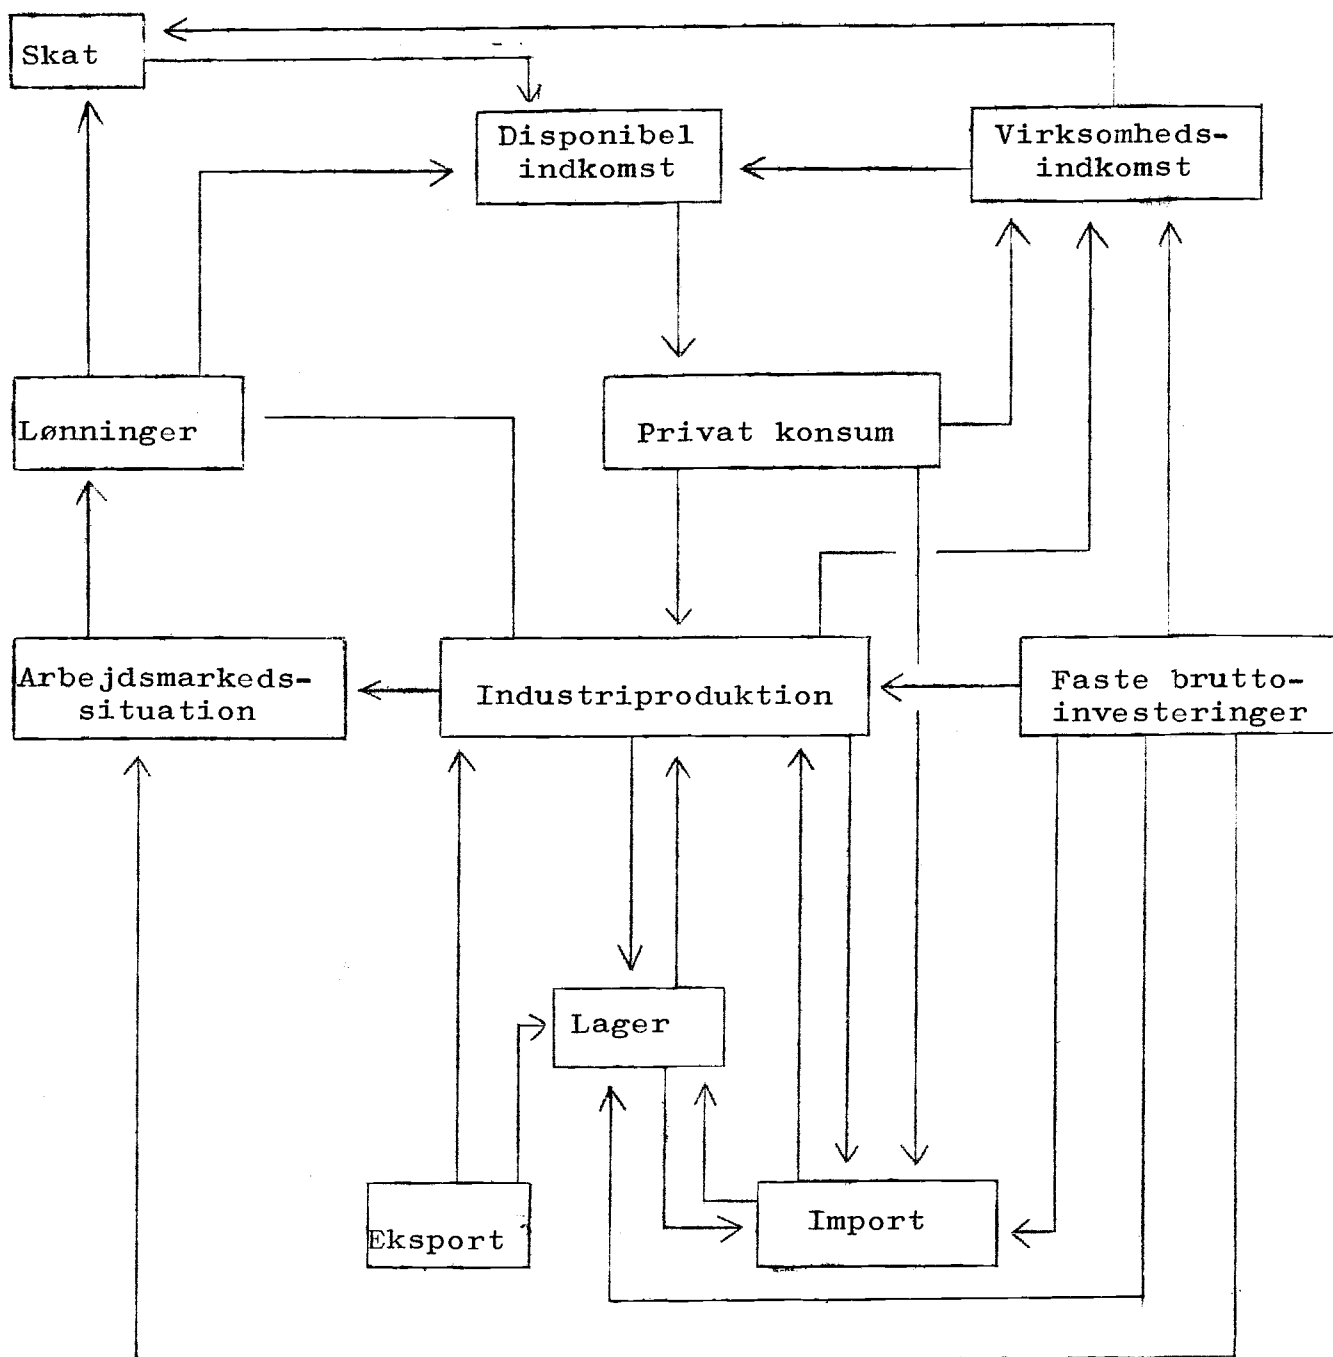 Skat
Disponibel
indkomst
Virksomheds-
indkomst
Lønninger
Privat konsum
Arbejdsmarkeds-
situation
Industriproduktion
Faste brutto-
investeringer
Lager
Eksport
Import